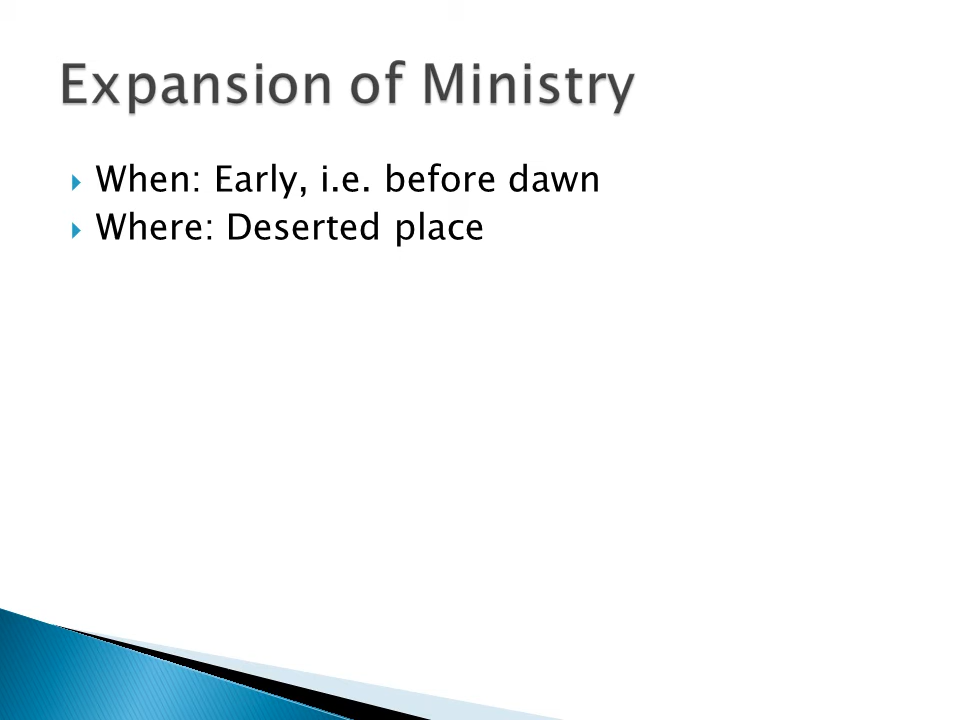 Expansion of Ministry
When: Early, i.e. before dawn
Where: Deserted place